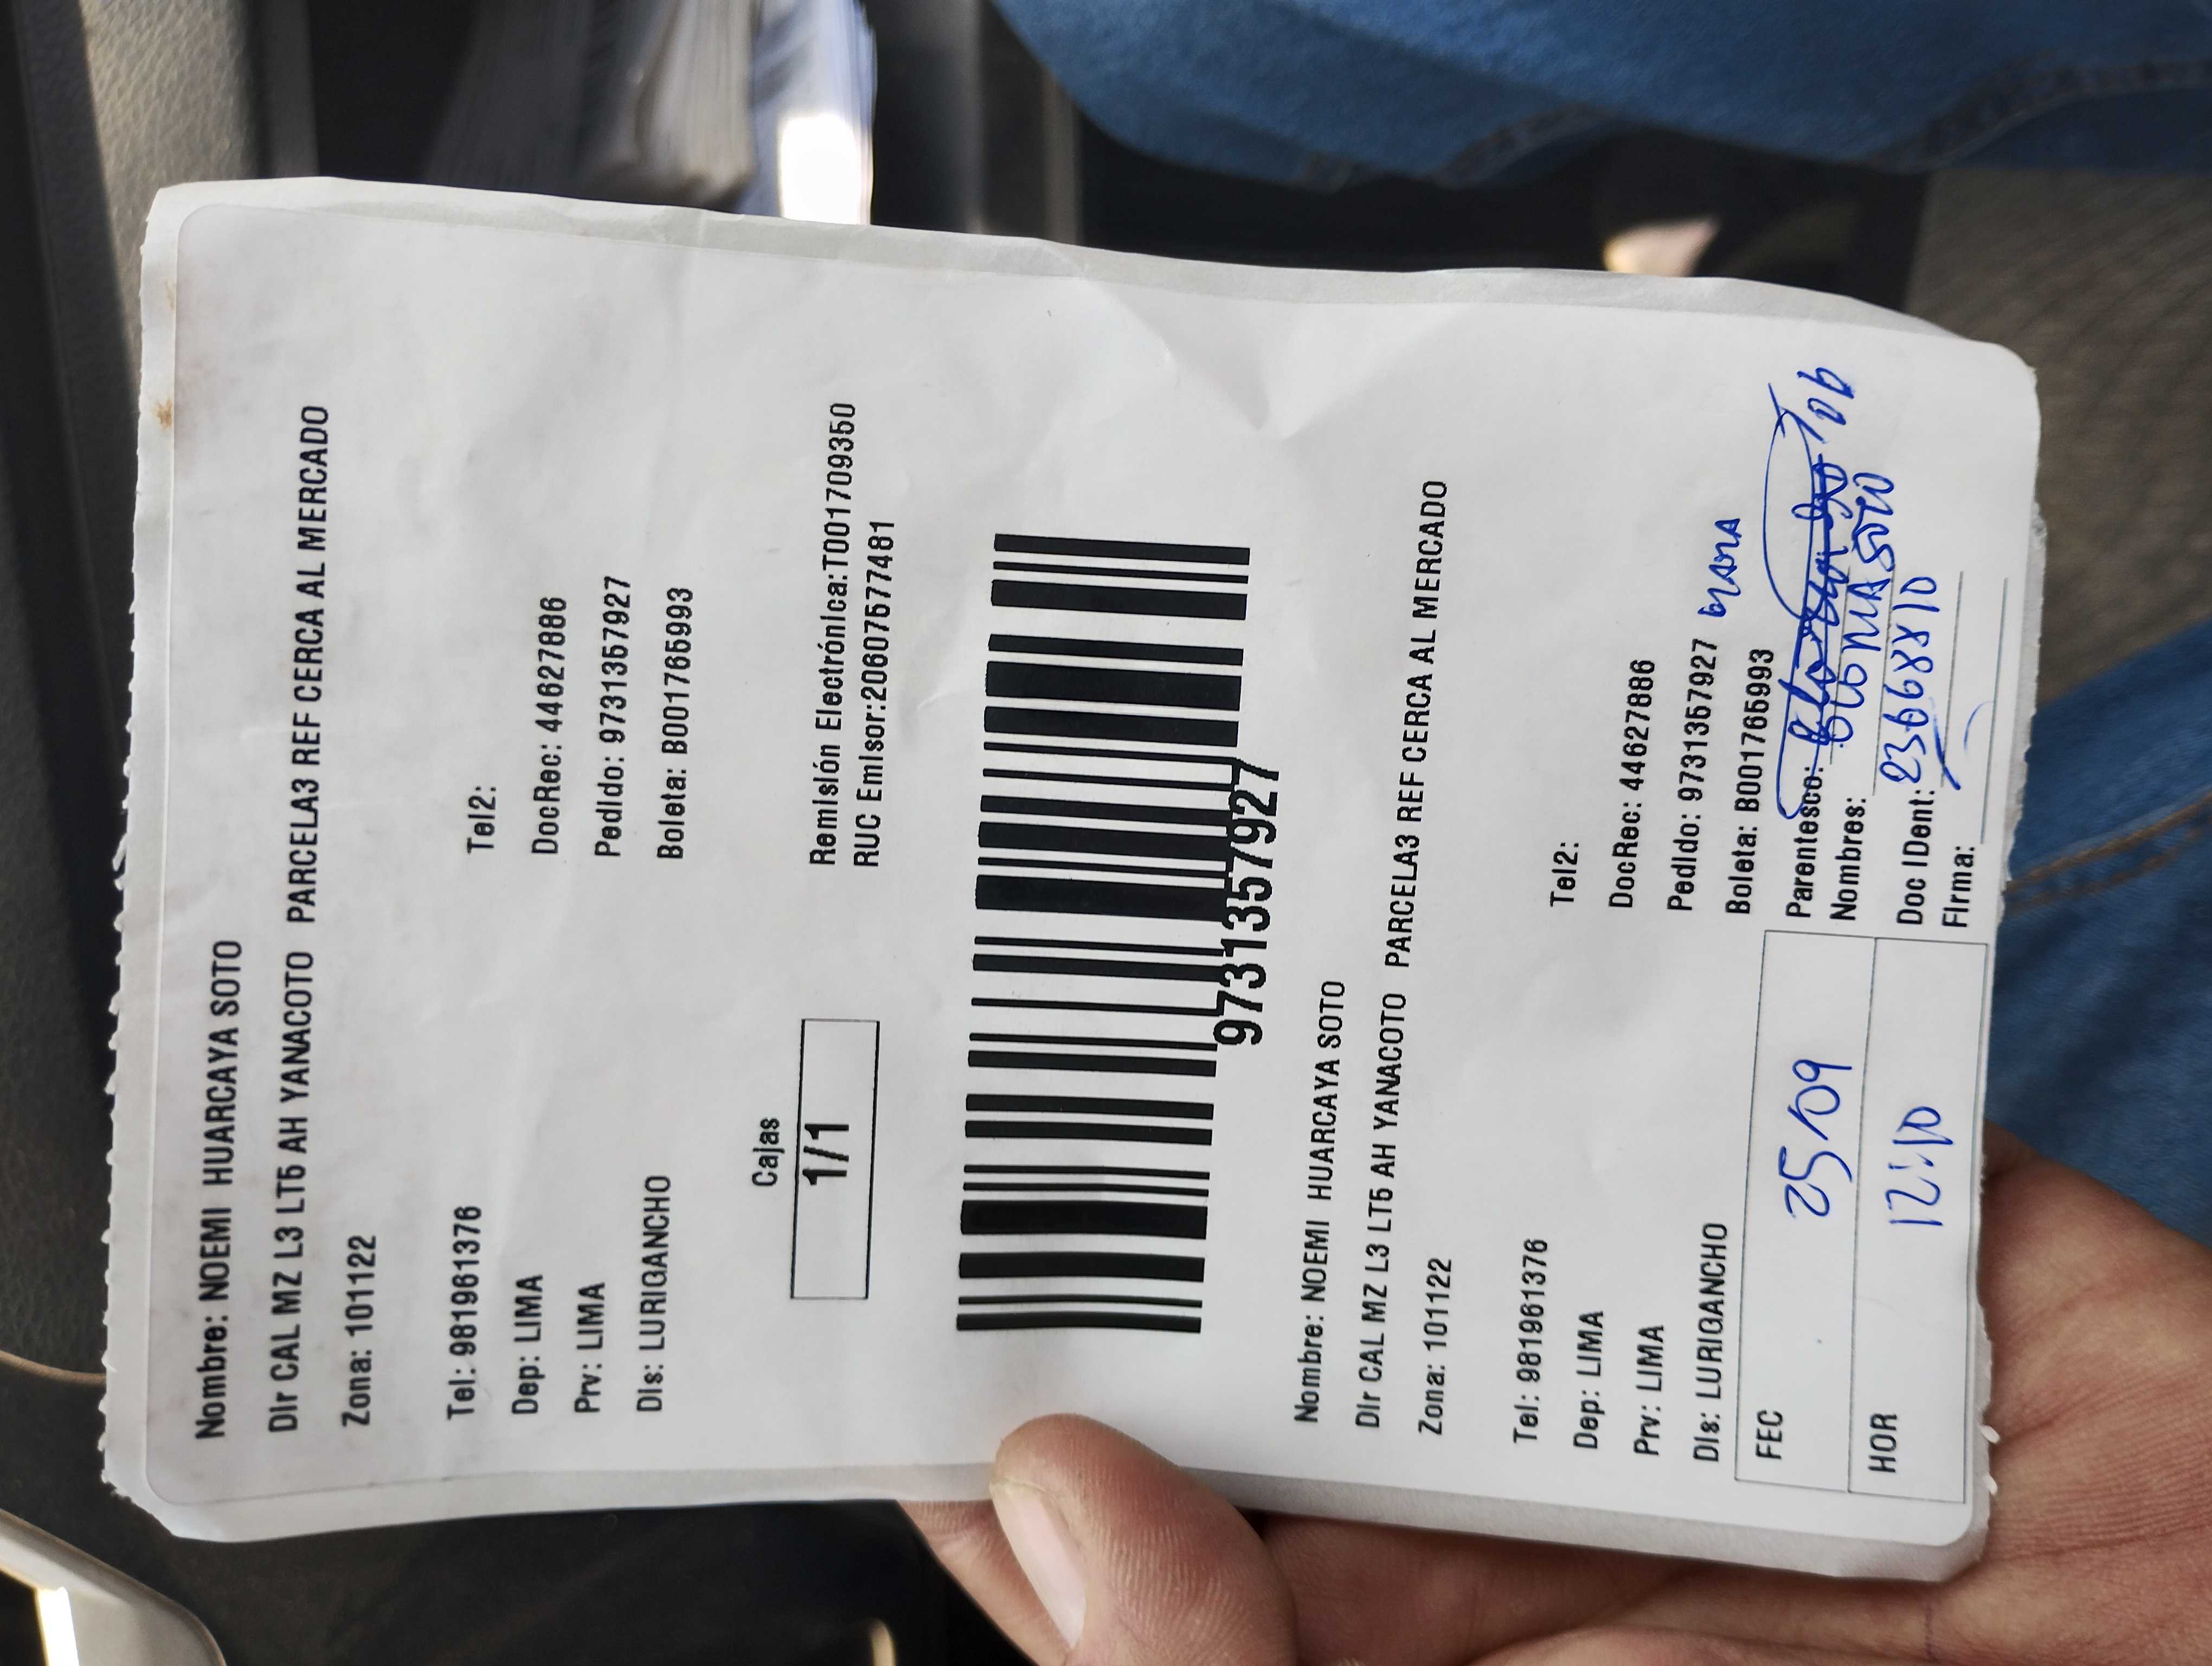 Nombre: NOEMI HUARCAYA SOTO
DIr CAL MZ L3 LT5 AH YANACOTO PARCELA3 REF CERCA AL MERCADO
Zona: 101122
Tel: 981961376
Tel2:
Dep: LIMA
DocRec: 44627886
Prv: LIMA
PedIdo: 9731357927
DIs: LURIGANCHO
Boleta: B001765993
Cajas
1/1
RemIsIón ElectrónIca:T001709350
RUC EmIsor:20607577481
9731357927
Nombre: NOEMI HUARCAYA SOTO
DIr CAL MZ L3 LT5 AH YANACOTO PARCELA3 REF CERCA AL MERCADO
Zona: 101122
Tel: 981961376
Tel2:
Dep: LIMA
DocRec: 44627886
Prv: LIMA
PedIdo: 9731357927
DIs: LURIGANCHO
Boleta: B001765993
FEC 25/09
Parentesco:
Nombres: SOTO
HOR 12:10
Doc IDent: 23668810
FIrma: